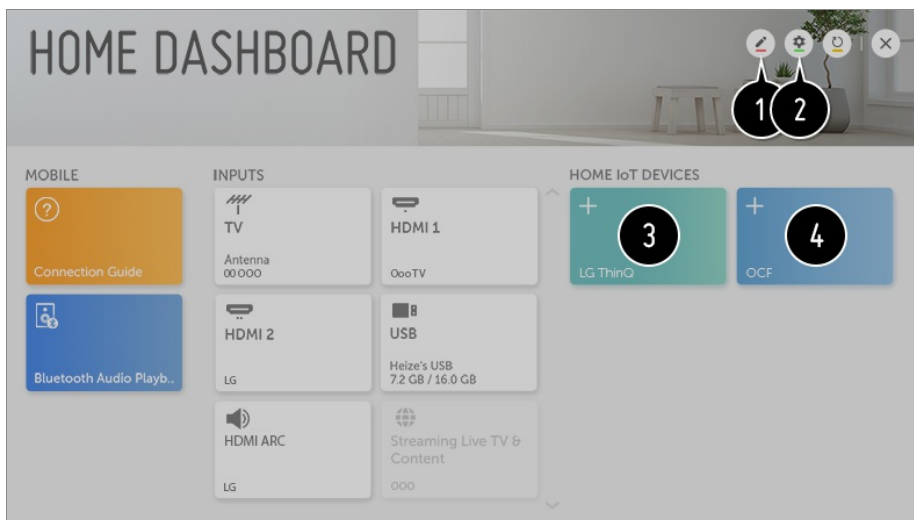 HOME DASHBOARD
1
2
MOBILE
INPUTS
HOME IoT DEVICES
Connection Guide
TV
Antenna
00 000
HDMI 1
OooTV
3
LG ThinQ
4
OCF
Bluetooth Audio Playb..
HDMI 2
LG
USB
Heize's USB
7.2 GB / 16.0 GB
HDMI ARC
LG
Streaming Live TV &
Content
000